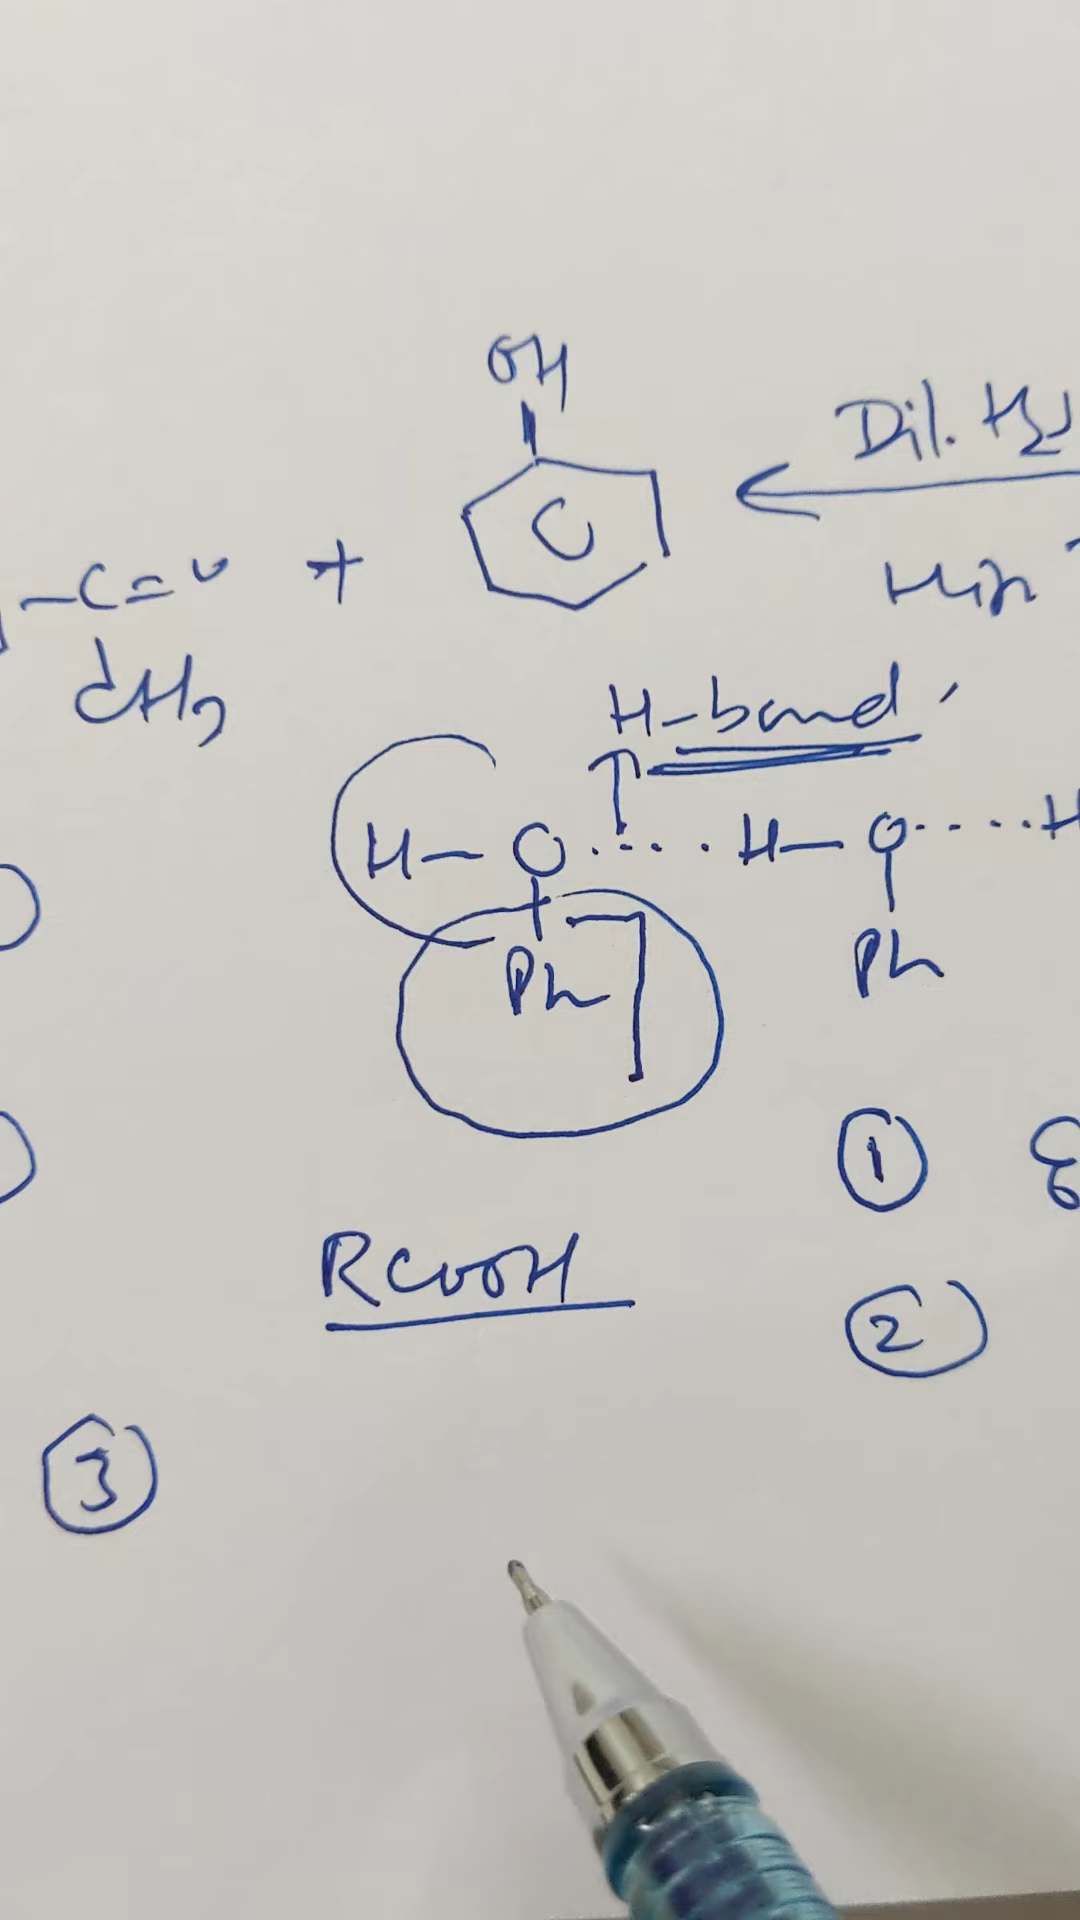 OH
Dil. H2
-C=O +
CH3
H-bond
H-O.....H-O.....H
Ph Ph
1
RCOOH
2
3